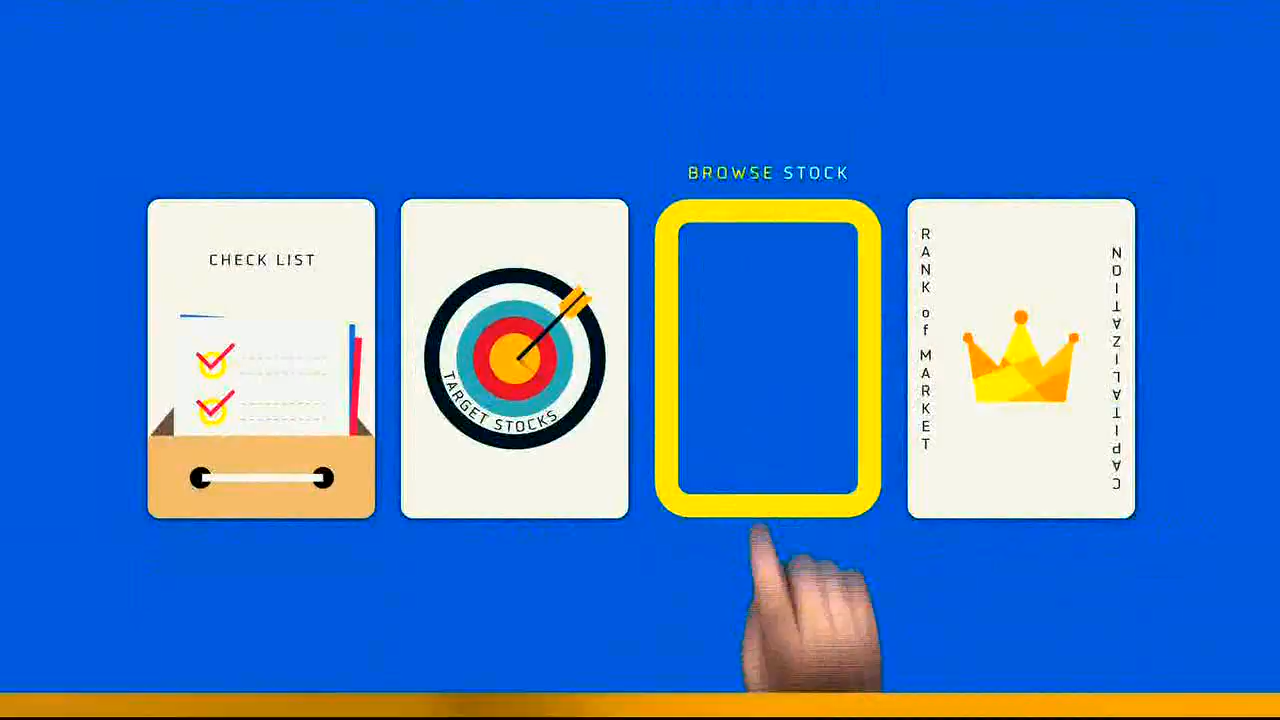 BROWSE STOCK
CHECK LIST
TARGET STOCKS
RANK of MARKET
CAPITALIZATION